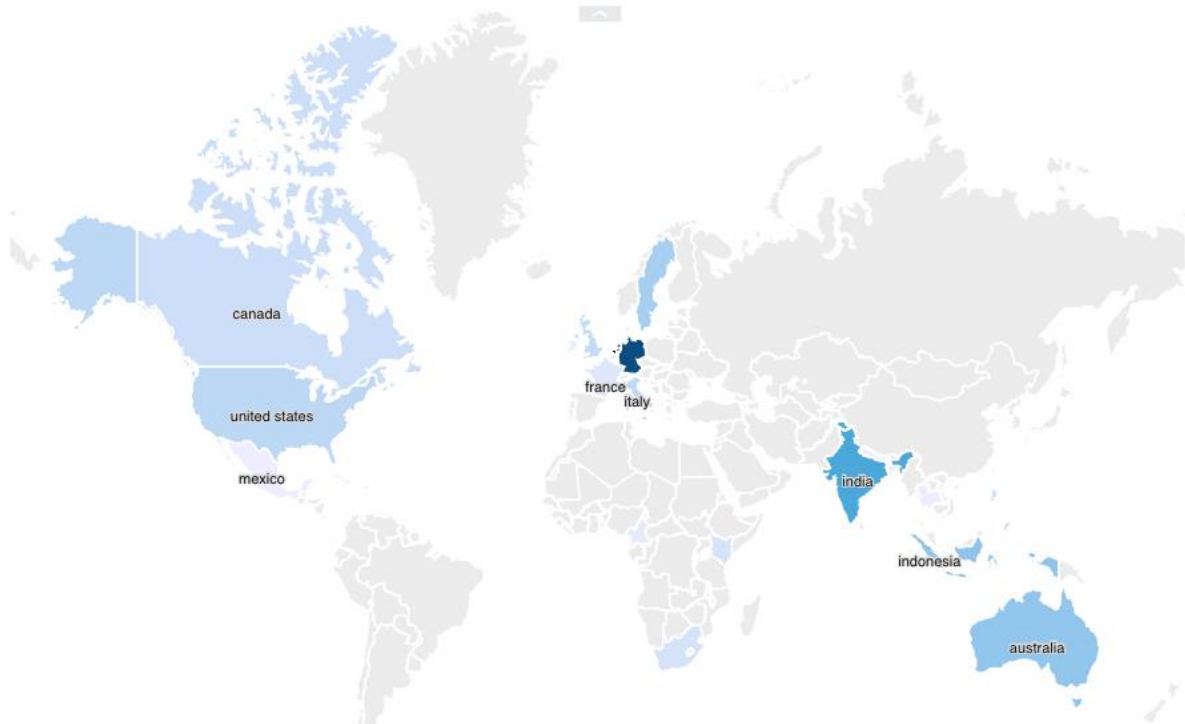 canada
france
italy
united states
mexico
india
indonesia
australia